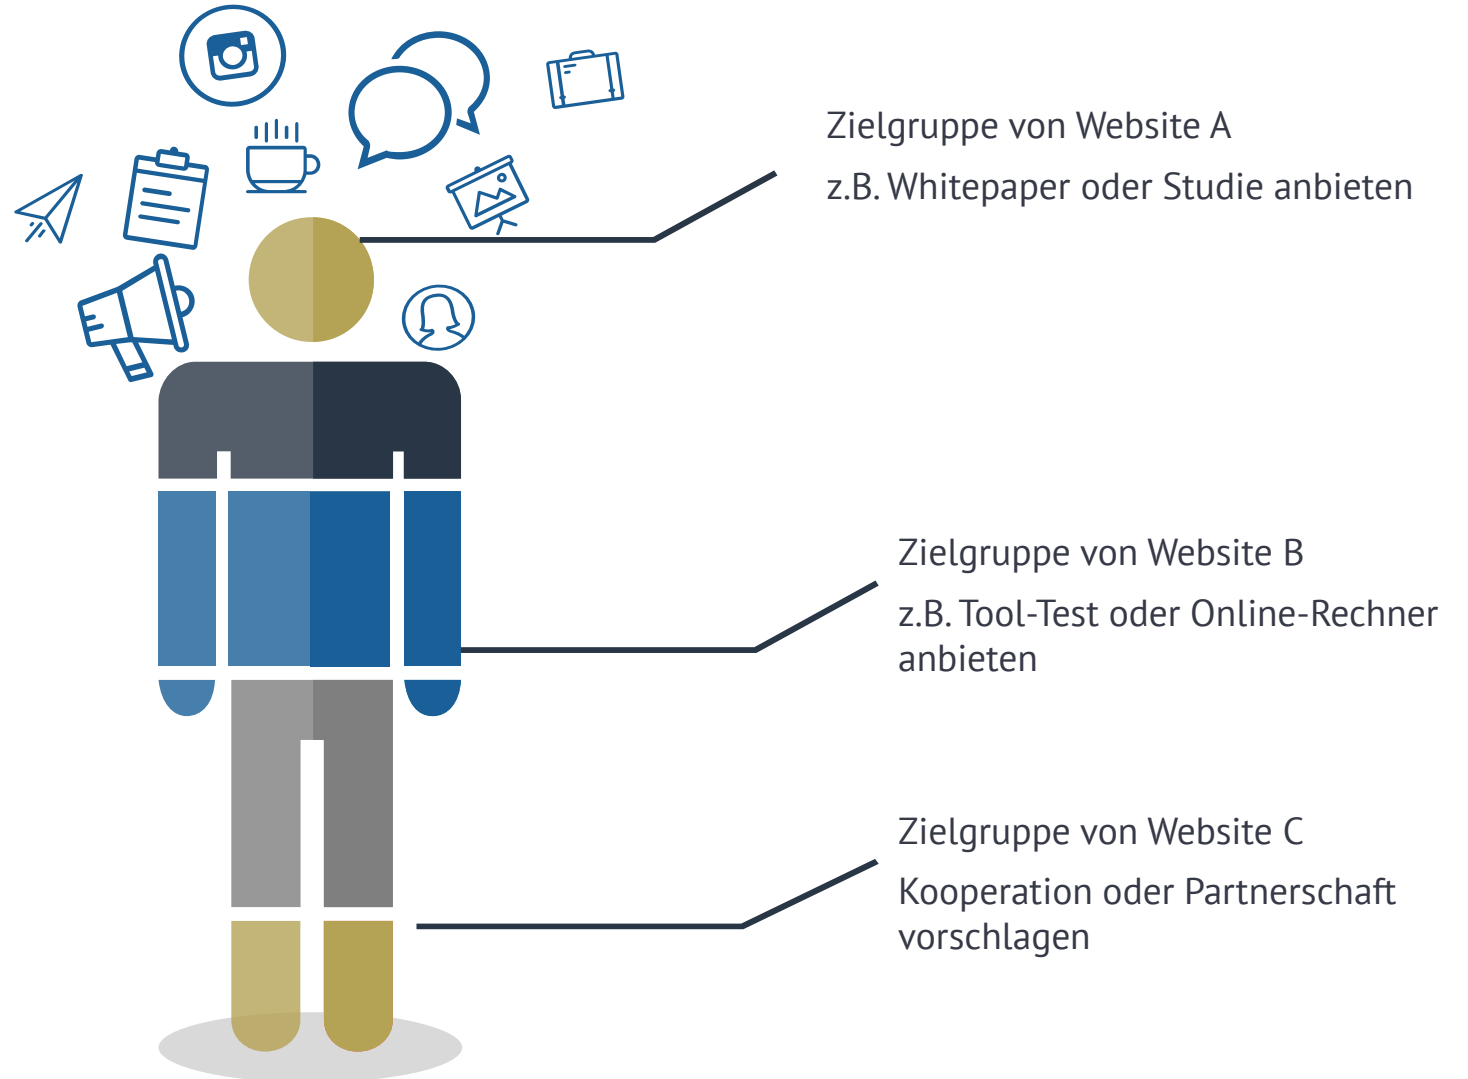 Zielgruppe von Website A
z.B. Whitepaper oder Studie anbieten
Zielgruppe von Website B
z.B. Tool-Test oder Online-Rechner
anbieten
Zielgruppe von Website C
Kooperation oder Partnerschaft
vorschlagen